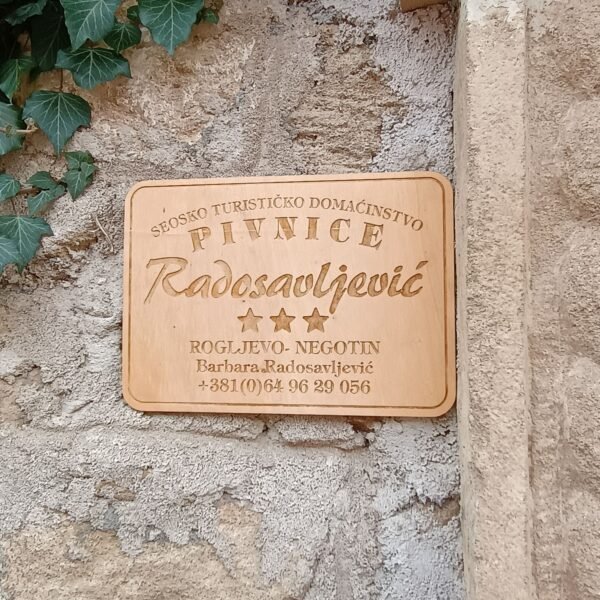 SEOSKO TURISTIČKO DOMAĆINSTVO
PIVNICE
Radosavljević
ROGLJEVO- NEGOTIN
Barbara Radosavljević
+381(0)64 96 29 056